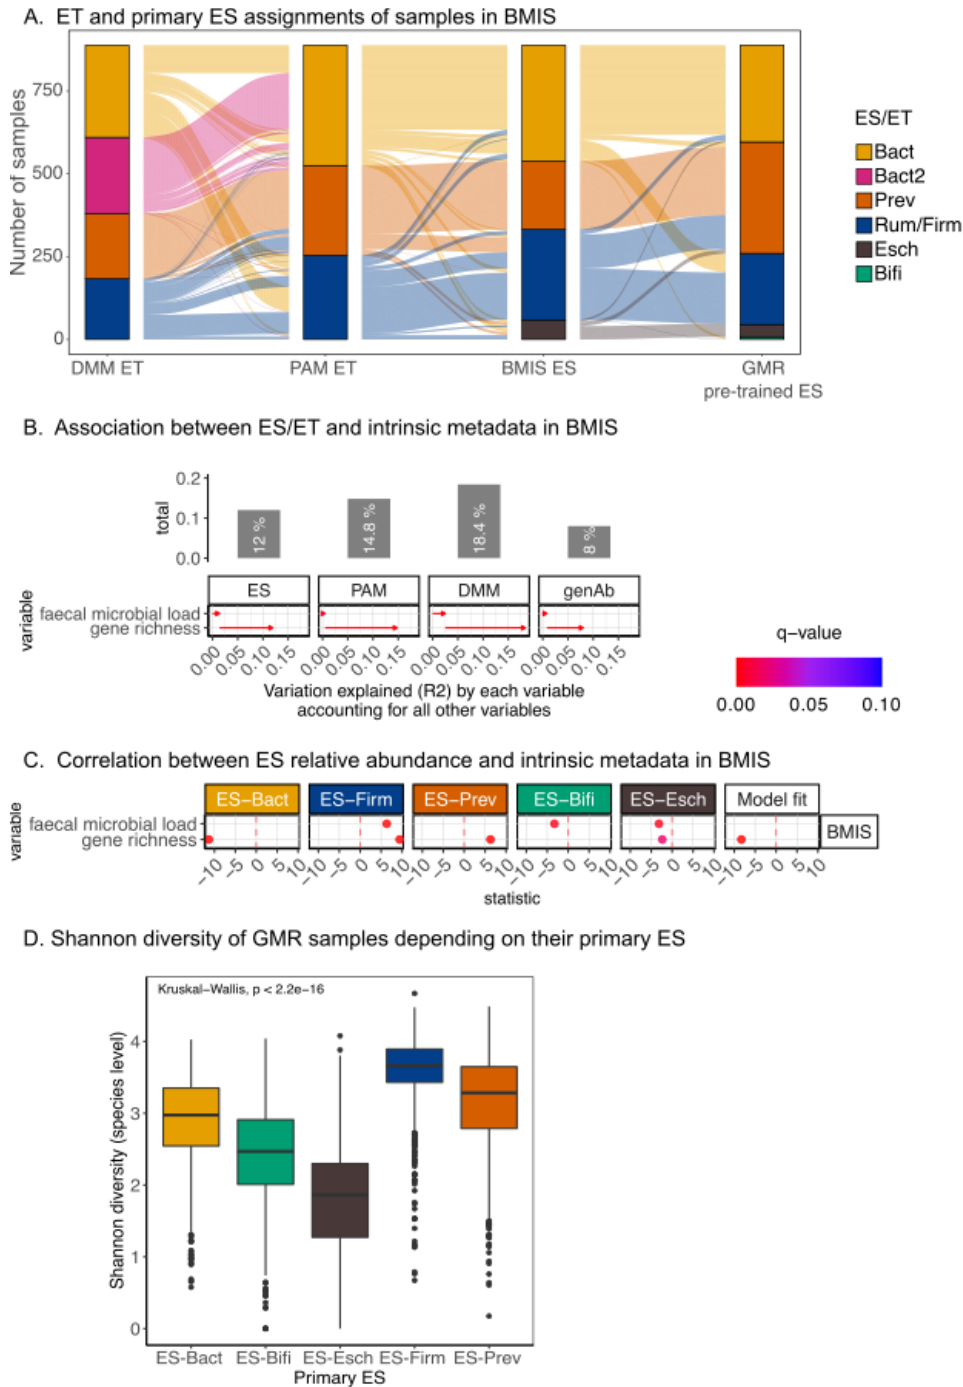 A. ET and primary ES assignments of samples in BMIS
Number of samples
750
500
250
0
DMM ET
PAM ET
BMIS ES
GMR
pre-trained ES
ES/ET
Bact
Bact2
Prev
Rum/Firm
Esch
Bifi
B. Association between ES/ET and intrinsic metadata in BMIS
total
0.2
0.1
0.0
12 %
14.8 %
18.4 %
8 %
ES
PAM
DMM
genAb
variable
faecal microbial load
gene richness
0.00 0.05 0.10 0.15
0.00 0.05 0.10 0.15
0.00 0.05 0.10 0.15
0.00 0.05 0.10 0.15
Variation explained (R2) by each variable
accounting for all other variables
q−value
0.00 0.05 0.10
C. Correlation between ES relative abundance and intrinsic metadata in BMIS
ES−Bact
ES−Firm
ES−Prev
ES−Bifi
ES−Esch
Model fit
variable
faecal microbial load
gene richness
BMIS
−10 −5 0 5 10
−10 −5 0 5 10
−10 −5 0 5 10
−10 −5 0 5 10
−10 −5 0 5 10
−10 −5 0 5 10
statistic
D. Shannon diversity of GMR samples depending on their primary ES
Kruskal−Wallis, p < 2.2e−16
Shannon diversity (species level)
4
3
2
1
0
ES-Bact ES-Bifi ES-Esch ES-Firm ES-Prev
Primary ES